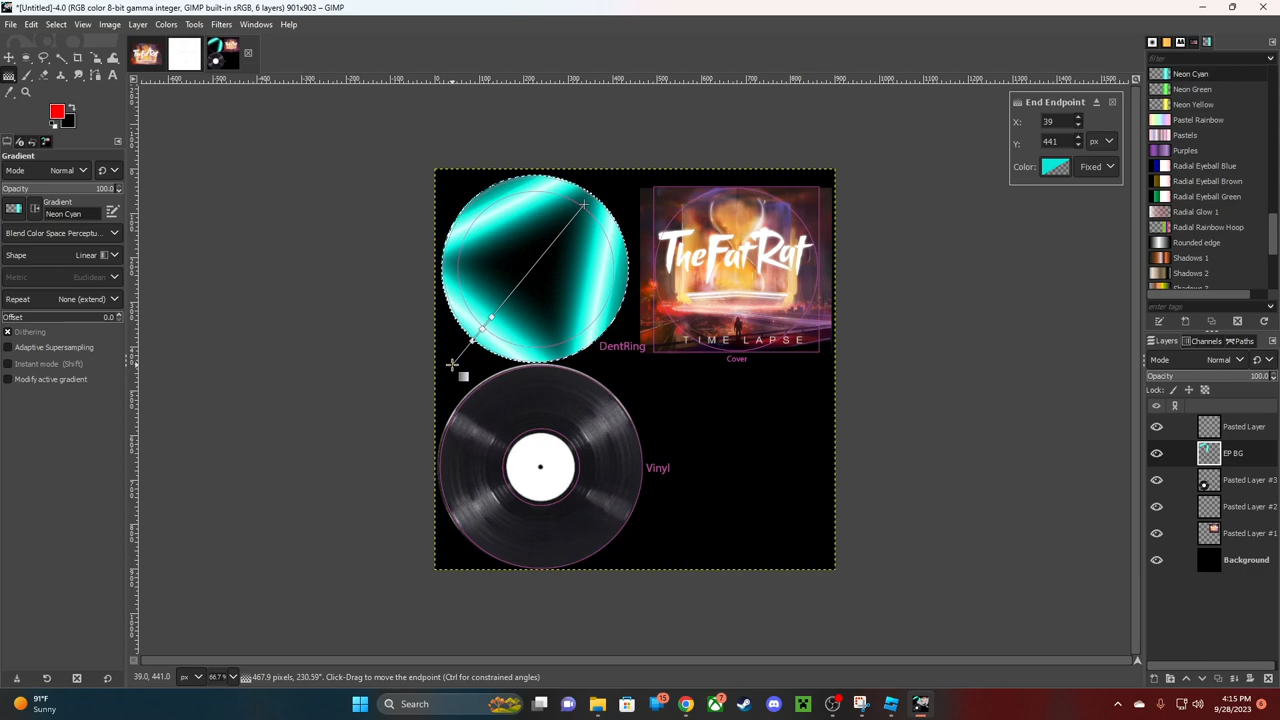 *[Untitled]-4.0 (RGB color 8-bit gamma integer, GIMP built-in sRGB, 6 layers) 901x903 – GIMP
File Edit Select View Image Layer Colors Tools Filters Windows Help
Gradient
Mode Normal
Opacity 100.0
Gradient
Neon Cyan
Blend Color Space Perceptu...
Shape Linear
Metric Euclidean
Repeat None (extend)
Offset 0.0
Dithering
Adaptive Supersampling
Instant mode (Shift)
Modify active gradient
End Endpoint
X: 39
Y: 441 px
Color: Fixed
TheFatRat
TIME LAPSE
DentRing
Cover
Vinyl
filter
Neon Cyan
Neon Green
Neon Yellow
Pastel Rainbow
Pastels
Purples
Radial Eyeball Blue
Radial Eyeball Brown
Radial Eyeball Green
Radial Glow 1
Radial Rainbow Hoop
Rounded edge
Shadows 1
Shadows 2
enter tags
Layers Channels Paths
Mode Normal
Opacity 100.0
Lock:
Pasted Layer
EP BG
Pasted Layer #3
Pasted Layer #2
Pasted Layer #1
Background
39.0, 441.0 px 66.7 % 467.9 pixels, 230.59°. Click-Drag to move the endpoint (Ctrl for constrained angles)
91°F
Sunny
Search
15
7
4:15 PM
9/28/2023